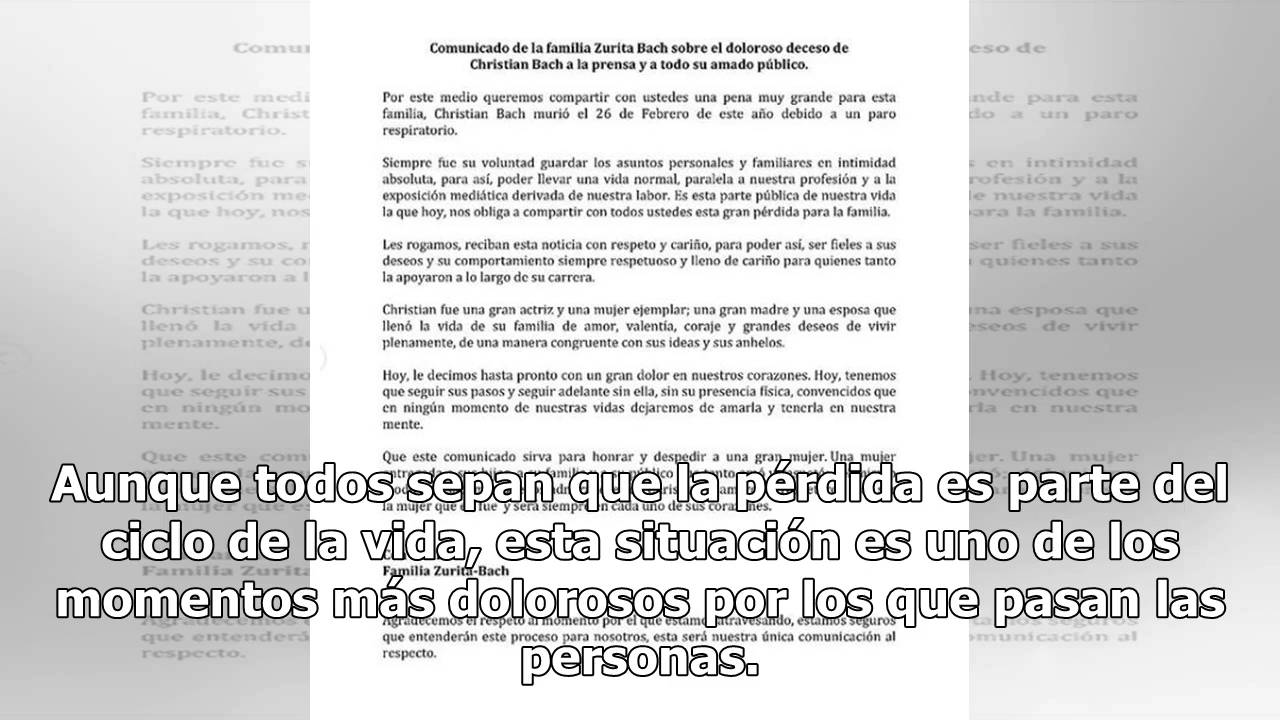 Comunicado de la familia Zurita Bach sobre el doloroso deceso de
Christian Bach a la prensa y a todo su amado público.
Por este medio queremos compartir con ustedes una pena muy grande para esta
familia, Christian Bach murió el 26 de Febrero de este año debido a un paro
respiratorio.
Siempre fue su voluntad guardar los asuntos personales y familiares en intimidad
absoluta, para así, poder llevar una vida normal, paralela a nuestra profesión y a la
exposición mediática derivada de nuestra labor. Es esta parte pública de nuestra vida
la que hoy, nos obliga a compartir con todos ustedes esta gran pérdida para la familia.
Les rogamos, reciban esta noticia con respeto y cariño, para poder así, ser fieles a sus
deseos y su comportamiento siempre respetuoso y lleno de cariño para quienes tanto
la apoyaron a lo largo de su carrera.
Christian fue una gran actriz y una mujer ejemplar; una gran madre y una esposa que
llenó la vida de su familia de amor, valentía, coraje y grandes deseos de vivir
plenamente, de una manera congruente con sus ideas y sus anhelos.
Hoy, le decimos hasta pronto con un gran dolor en nuestros corazones. Hoy, tenemos
que seguir sus pasos y seguir adelante sin ella, sin su presencia física, convencidos que
en ningún momento de nuestras vidas dejaremos de amarla y tenerla en nuestra
mente.
Que este comunicado sirva para honrar y despedir a una gran mujer. Una mujer
la mujer que fue y será siempre en cada uno de sus corazones.
Familia Zurita-Bach
Agradecemos el respeto al momento por el que estamos atravesando, estamos seguros
que entenderán este proceso para nosotros, esta será nuestra única comunicación al
respecto.
Aunque todos sepan que la pérdida es parte del
ciclo de la vida, esta situación es uno de los
momentos más dolorosos por los que pasan las
personas.